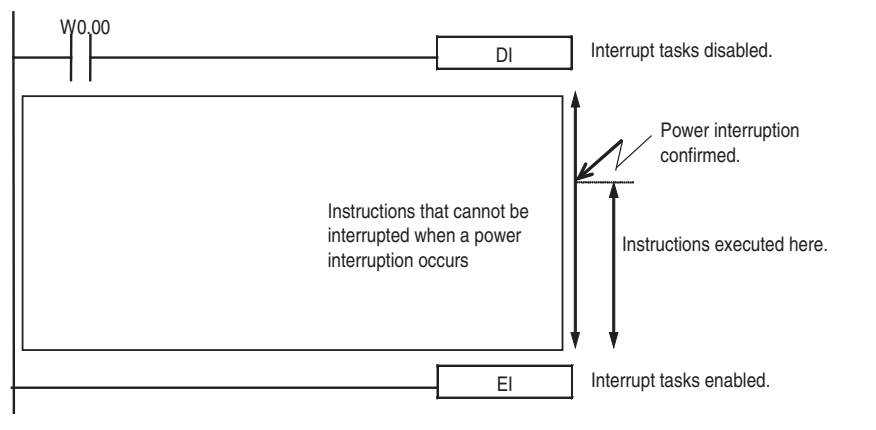 W0.00
DI
Interrupt tasks disabled.
Power interruption
confirmed.
Instructions that cannot be
interrupted when a power
interruption occurs
Instructions executed here.
EI
Interrupt tasks enabled.